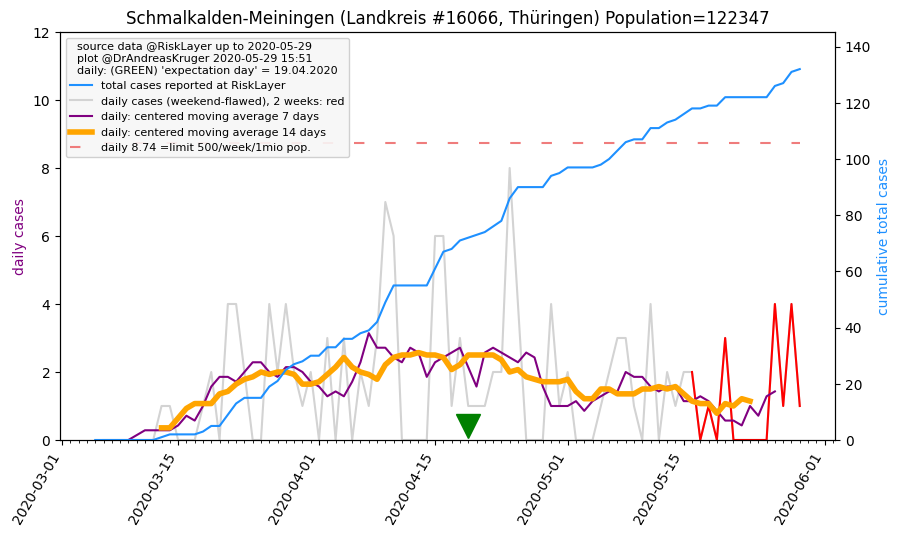 Schmalkalden-Meiningen (Landkreis #16066, Thüringen) Population=122347
source data @RiskLayer up to 2020-05-29
plot @DrAndreasKruger 2020-05-29 15:51
daily: (GREEN) 'expectation day' = 19.04.2020
total cases reported at RiskLayer
daily cases (weekend-flawed), 2 weeks: red
daily: centered moving average 7 days
daily: centered moving average 14 days
daily 8.74 =limit 500/week/1mio pop.
daily cases
12
10
8
6
4
2
0
cumulative total cases
140
120
100
80
60
40
20
0
2020-03-01
2020-03-15
2020-04-01
2020-04-15
2020-05-01
2020-05-15
2020-06-01